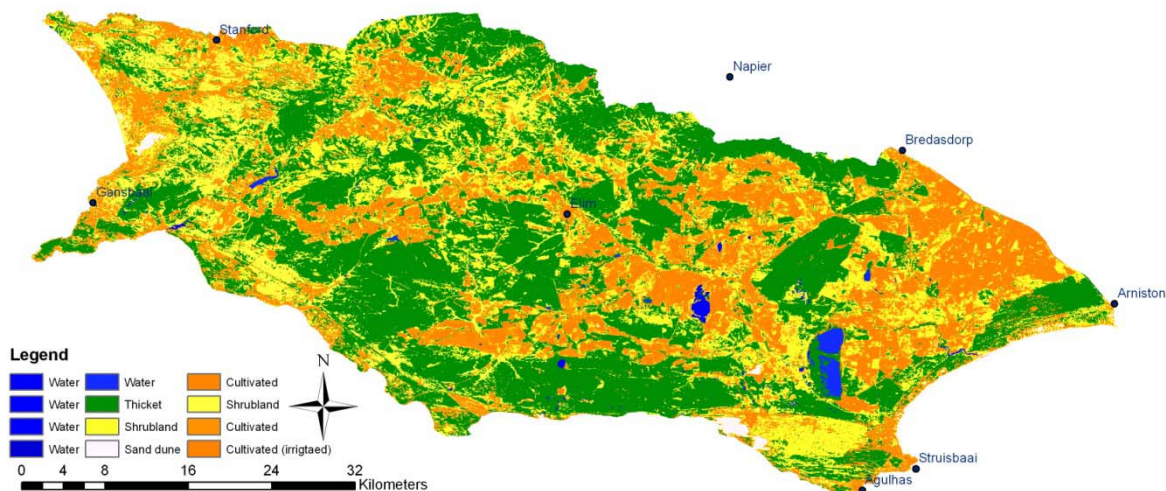 Stanford
Napier
Bredasdorp
Gansbaai
Elim
Arniston
Legend
N
Water Water Cultivated
Water Thicket Shrubland
Water Shrubland Cultivated
Water Sand dune Cultivated (irrigtaed)
0 2 4 8 16 24 32
Kilometers
Struisbaai
Agulhas